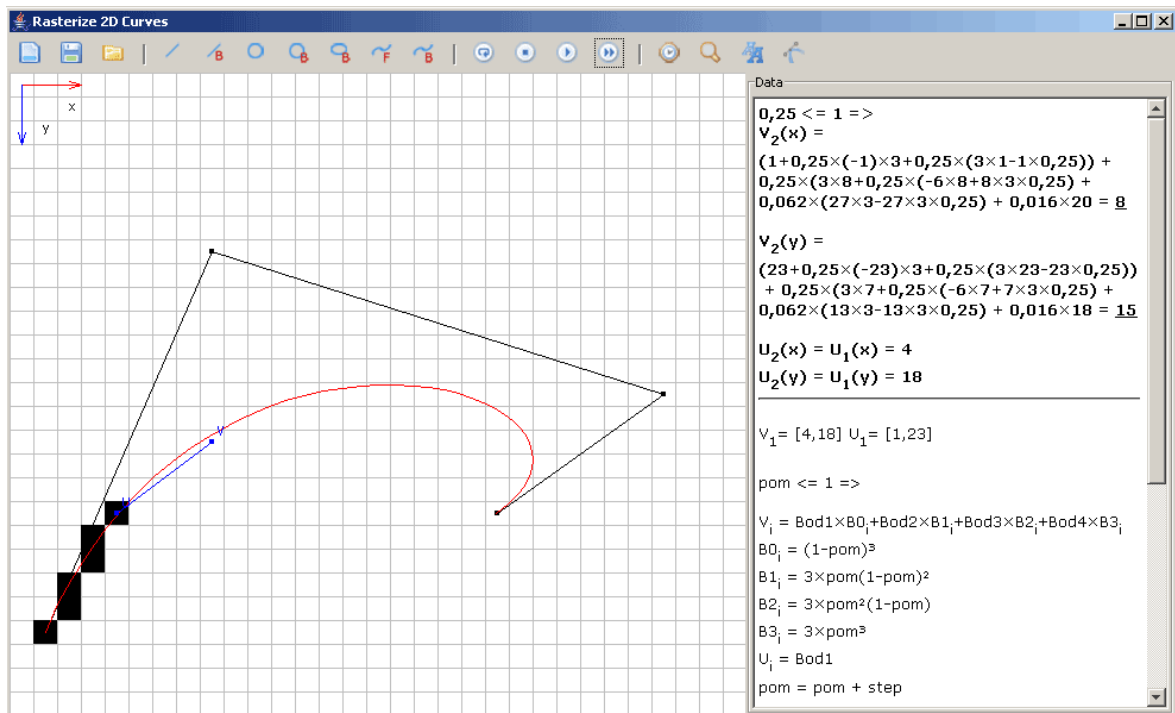 Rasterize 2D Curves
B B B F B
x
y
V
U
Data
0,25 <= 1 =>
V2(x) =
(1+0,25×(-1)×3+0,25×(3×1-1×0,25)) +
0,25×(3×8+0,25×(-6×8+8×3×0,25) +
0,062×(27×3-27×3×0,25) + 0,016×20 = 8
V2(y) =
(23+0,25×(-23)×3+0,25×(3×23-23×0,25))
+ 0,25×(3×7+0,25×(-6×7+7×3×0,25) +
0,062×(13×3-13×3×0,25) + 0,016×18 = 15
U2(x) = U1(x) = 4
U2(y) = U1(y) = 18
V1= [4,18] U1= [1,23]
pom <= 1 =>
Vi = Bod1×B0i+Bod2×B1i+Bod3×B2i+Bod4×B3i
B0i = (1-pom)³
B1i = 3×pom(1-pom)²
B2i = 3×pom²(1-pom)
B3i = 3×pom³
Ui = Bod1
pom = pom + step